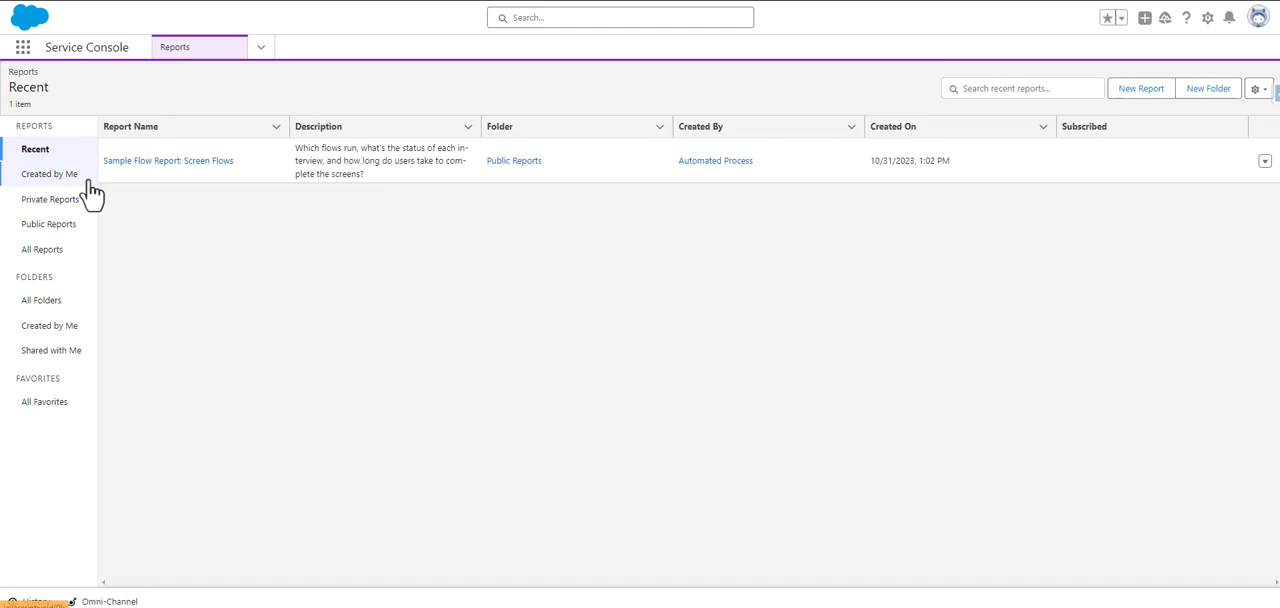 Search...
Service Console
Reports
Reports
Recent
1 item
Search recent reports...
New Report
New Folder
REPORTS
Recent
Created by Me
Private Reports
Public Reports
All Reports
FOLDERS
All Folders
Created by Me
Shared with Me
FAVORITES
All Favorites
Report Name
Description
Folder
Created By
Created On
Subscribed
Sample Flow Report: Screen Flows
Which flows run, what's the status of each in-
terview, and how long do users take to com-
plete the screens?
Public Reports
Automated Process
10/31/2023, 1:02 PM
History
Omni-Channel